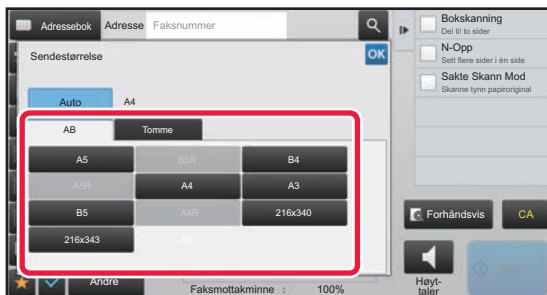 Adressebok Adresse Faksnummer
Sendestørrelse
OK
Auto A4
AB Tomme
A5 B5R B4
A5R A4 A3
B5 A4R 216x340
216x343 8K
Andre
Faksmottakminne : 100%
Bokskanning
Del til to sider
N-Opp
Sett flere sider i én side
Sakte Skann Mod
Skanne tynn papiroriginal
Forhåndsvis CA
Høyt-
taler
Start